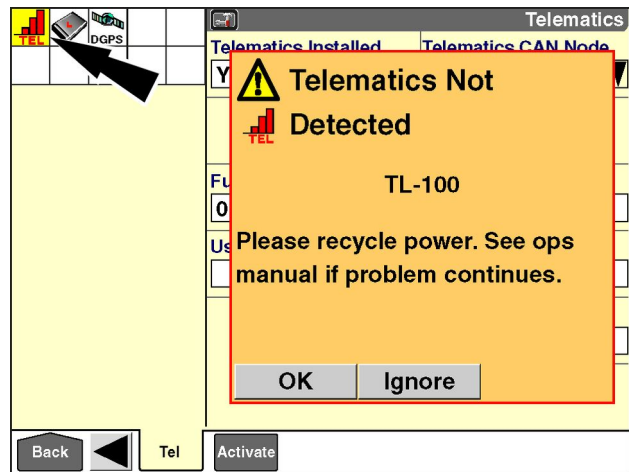 TEL
DGPS
Telematics
Telematics Installed
Telematics CAN Node
Y
Telematics Not
TEL
Detected
TL-100
Fu
0
Us
Please recycle power. See ops
manual if problem continues.
OK
Ignore
Back
Tel
Activate